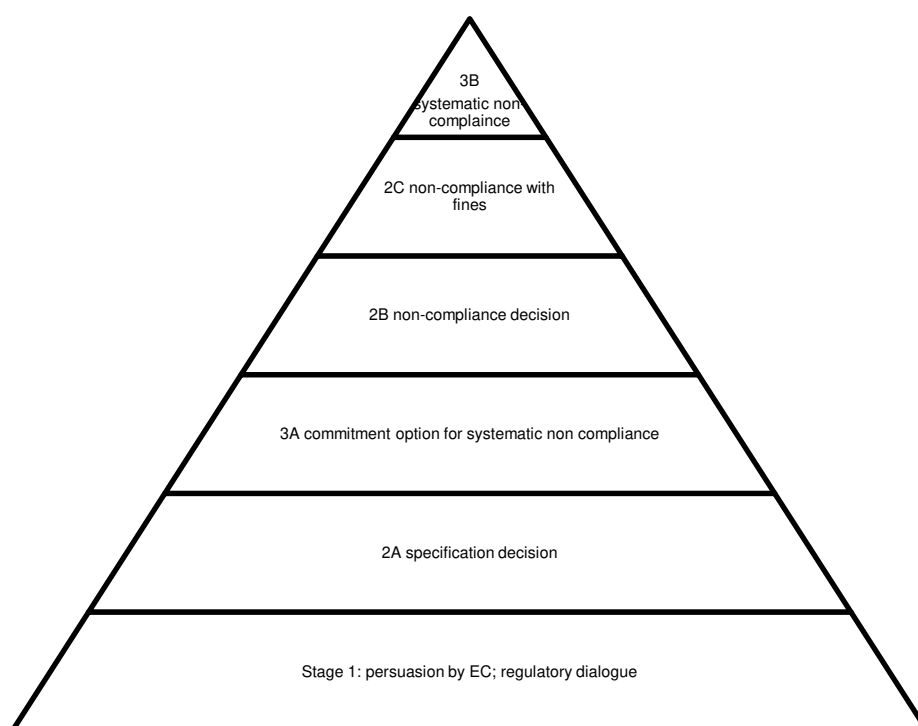 3B
systematic non-
complaince
2C non-compliance with
fines
2B non-compliance decision
3A commitment option for systematic non compliance
2A specification decision
Stage 1: persuasion by EC; regulatory dialogue